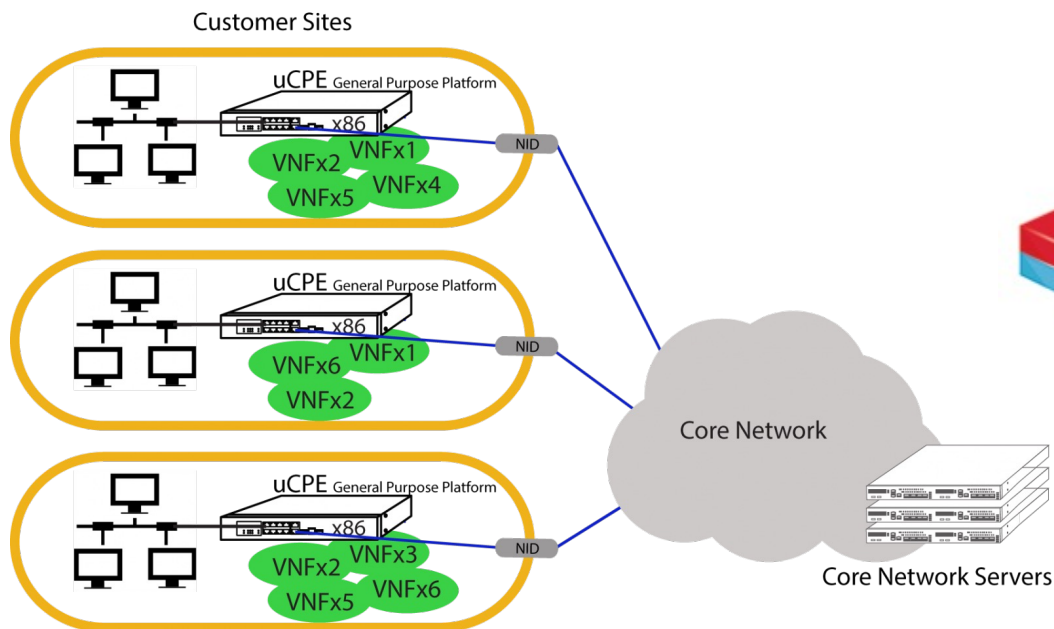 Customer Sites
uCPE General Purpose Platform
x86
NID
VNFx1
VNFx2
VNFx4
VNFx5
uCPE General Purpose Platform
x86
NID
VNFx1
VNFx6
VNFx2
Core Network
uCPE General Purpose Platform
x86
NID
VNFx3
VNFx2
VNFx6
VNFx5
Core Network Servers